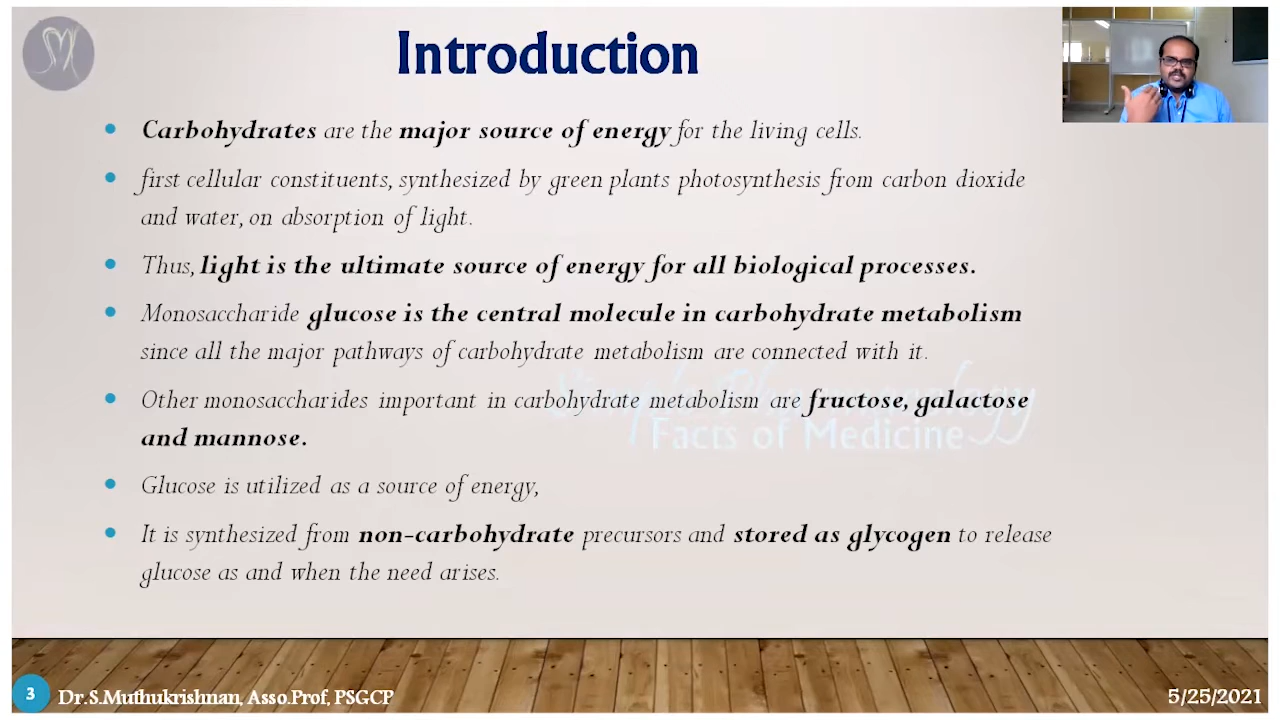 Introduction
Carbohydrates are the major source of energy for the living cells.
first cellular constituents, synthesized by green plants photosynthesis from carbon dioxide
and water, on absorption of light.
Thus, light is the ultimate source of energy for all biological processes.
Monosaccharide glucose is the central molecule in carbohydrate metabolism
since all the major pathways of carbohydrate metabolism are connected with it.
Other monosaccharides important in carbohydrate metabolism are fructose, galactose
and mannose.
Simple Pharmacology
Facts of Medicine
Glucose is utilized as a source of energy,
It is synthesized from non-carbohydrate precursors and stored as glycogen to release
glucose as and when the need arises.
3 Dr.S.Muthukrishnan, Asso.Prof, PSGCP
5/25/2021